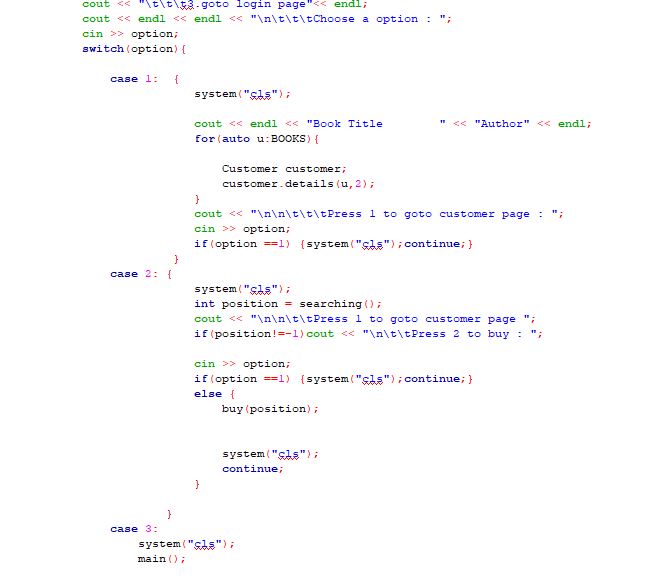 cout << "\t\t\t3.goto login page"<< endl;
cout << endl << endl << "\n\t\t\tChoose a option : ";
cin >> option;
switch(option){
case 1: {
system("cls");
cout << endl << "Book Title        " << "Author" << endl;
for(auto u:BOOKS){
Customer customer;
customer.details(u,2);
}
cout << "\n\n\t\t\tPress 1 to goto customer page : ";
cin >> option;
if(option ==1) {system("cls");continue;}
}
case 2: {
system("cls");
int position = searching();
cout << "\n\n\t\tPress 1 to goto customer page ";
if(position!=-1)cout << "\n\t\tPress 2 to buy : ";
cin >> option;
if(option ==1) {system("cls");continue;}
else {
buy(position);
system("cls");
continue;
}
}
case 3:
system("cls");
main();